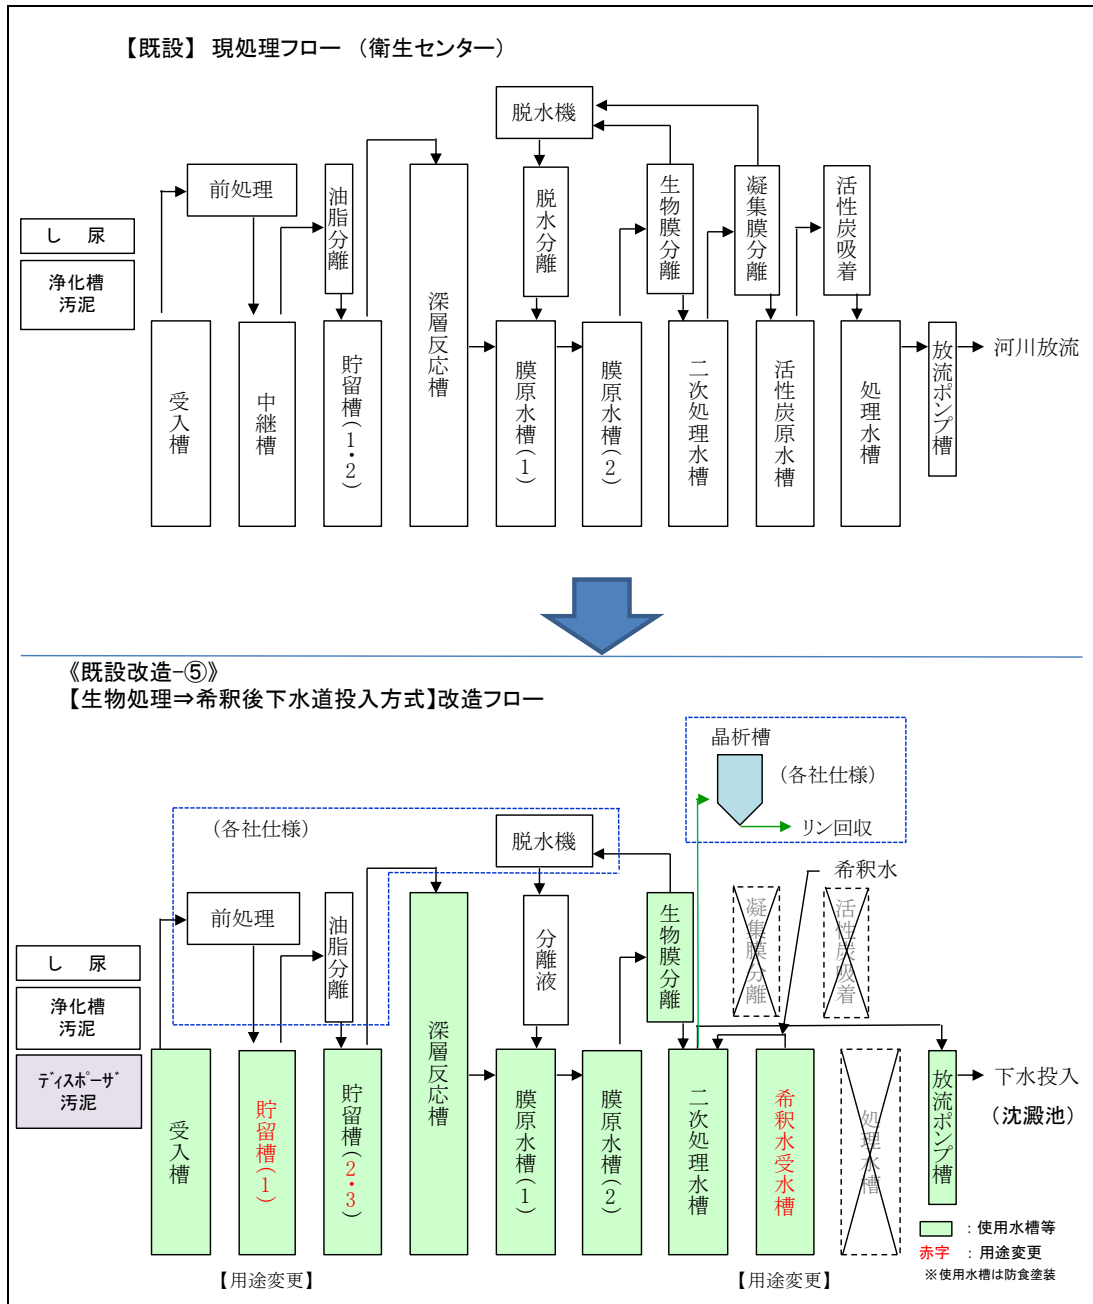 【既設】 現処理フロー （衛生センター）
脱水機
前処理
油脂分離
脱水分離
生物膜分離
凝集膜分離
活性炭吸着
し　尿
浄化槽
汚泥
受入槽
中継槽
貯留槽(1・2)
深層反応槽
膜原水槽(1)
膜原水槽(2)
二次処理水槽
活性炭原水槽
処理水槽
放流ポンプ槽
河川放流
《既設改造-⑤》
【生物処理⇒希釈後下水道投入方式】改造フロー
晶析槽
(各社仕様)
リン回収
(各社仕様)
脱水機
希釈水
前処理
油脂分離
分離液
生物膜分離
凝集膜分離
活性炭吸着
し　尿
浄化槽
汚泥
ﾃﾞｨｽﾎﾟｰｻﾞ
汚泥
受入槽
貯留槽(1)
貯留槽(2・3)
深層反応槽
膜原水槽(1)
膜原水槽(2)
二次処理水槽
希釈水受水槽
処理水槽
放流ポンプ槽
下水投入
(沈澱池)
：使用水槽等
赤字 ：用途変更
※使用水槽は防食塗装
【用途変更】
【用途変更】